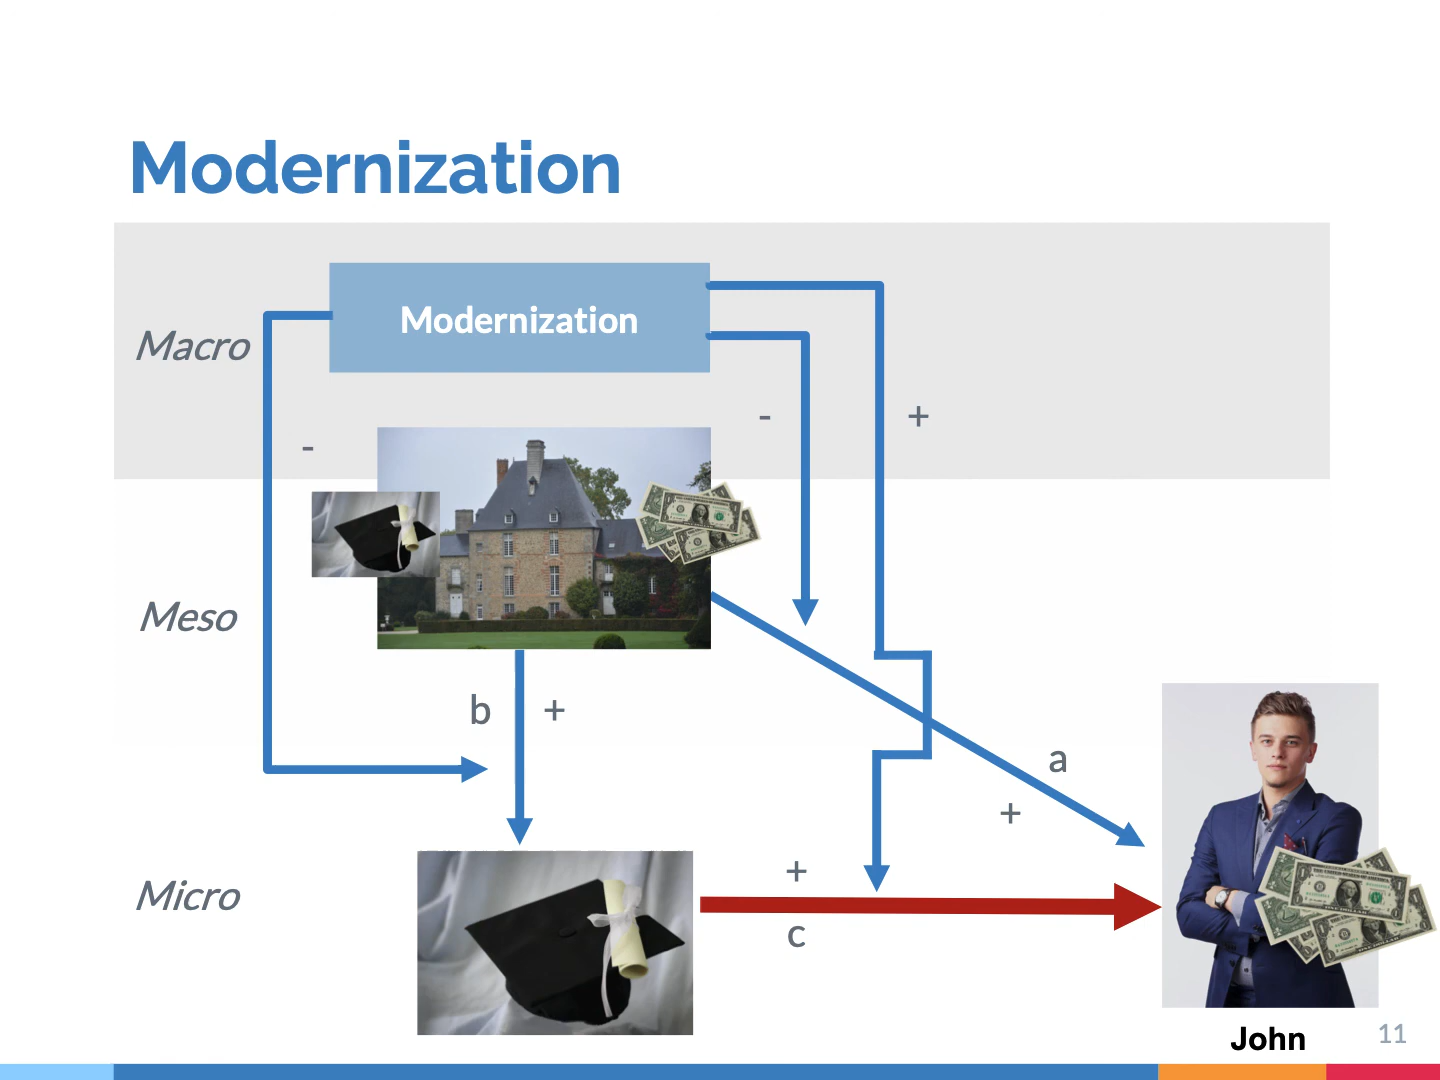 Modernization
Modernization
Macro
-
+
-
Meso
b
+
a
+
Micro
+
c
John
11